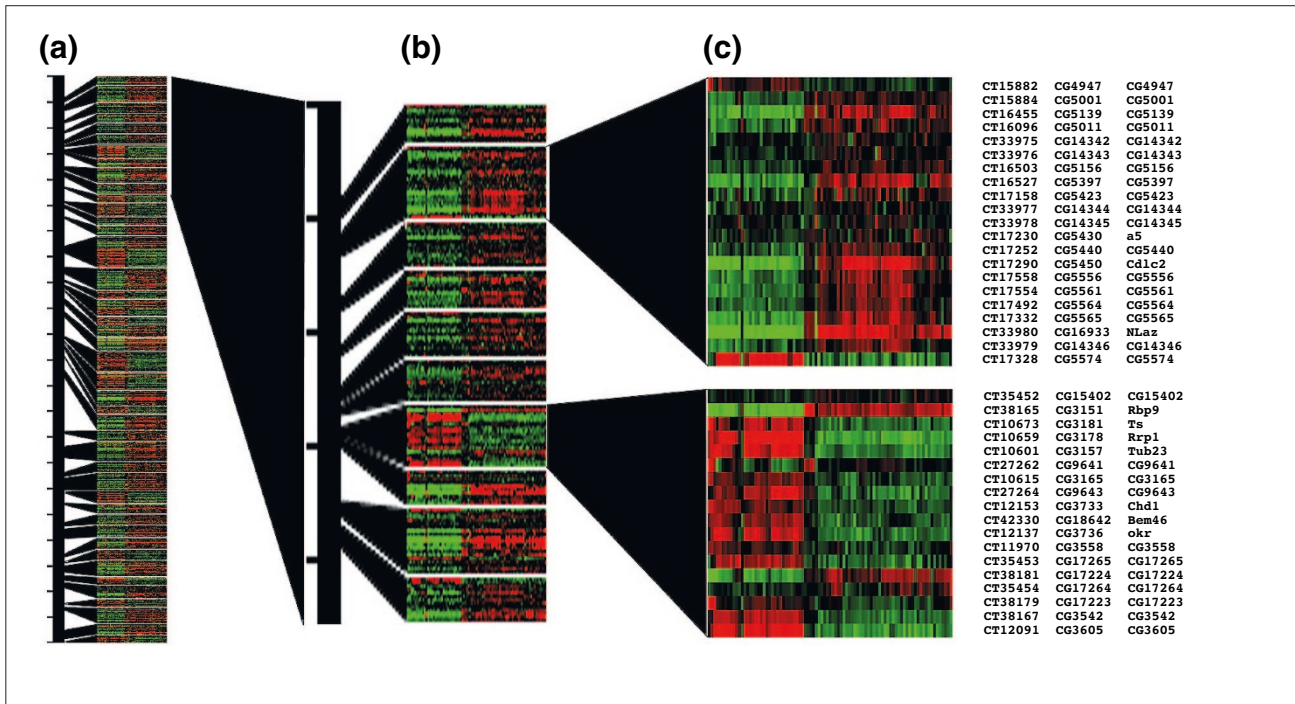 (a)
(b)
(c)
CT15882 CG4947 CG4947
CT15884 CG5001 CG5001
CT16455 CG5139 CG5139
CT16096 CG5011 CG5011
CT33975 CG14342 CG14342
CT33976 CG14343 CG14343
CT16503 CG5156 CG5156
CT16527 CG5397 CG5397
CT17158 CG5423 CG5423
CT33977 CG14344 CG14344
CT33978 CG14345 CG14345
CT17230 CG5430 a5
CT17252 CG5440 CG5440
CT17290 CG5450 Cdlc2
CT17558 CG5556 CG5556
CT17554 CG5561 CG5561
CT17492 CG5564 CG5564
CT17332 CG5565 CG5565
CT33980 CG16933 NLaz
CT33979 CG14346 CG14346
CT17328 CG5574 CG5574
CT35452 CG15402 CG15402
CT38165 CG3151 Rbp9
CT10673 CG3181 Ts
CT10659 CG3178 Rrp1
CT10601 CG3157 Tub23
CT27262 CG9641 CG9641
CT10615 CG3165 CG3165
CT27264 CG9643 CG9643
CT12153 CG3733 Chd1
CT42330 CG18642 Bem46
CT12137 CG3736 okr
CT11970 CG3558 CG3558
CT35453 CG17265 CG17265
CT38181 CG17224 CG17224
CT35454 CG17264 CG17264
CT38179 CG17223 CG17223
CT38167 CG3542 CG3542
CT12091 CG3605 CG3605